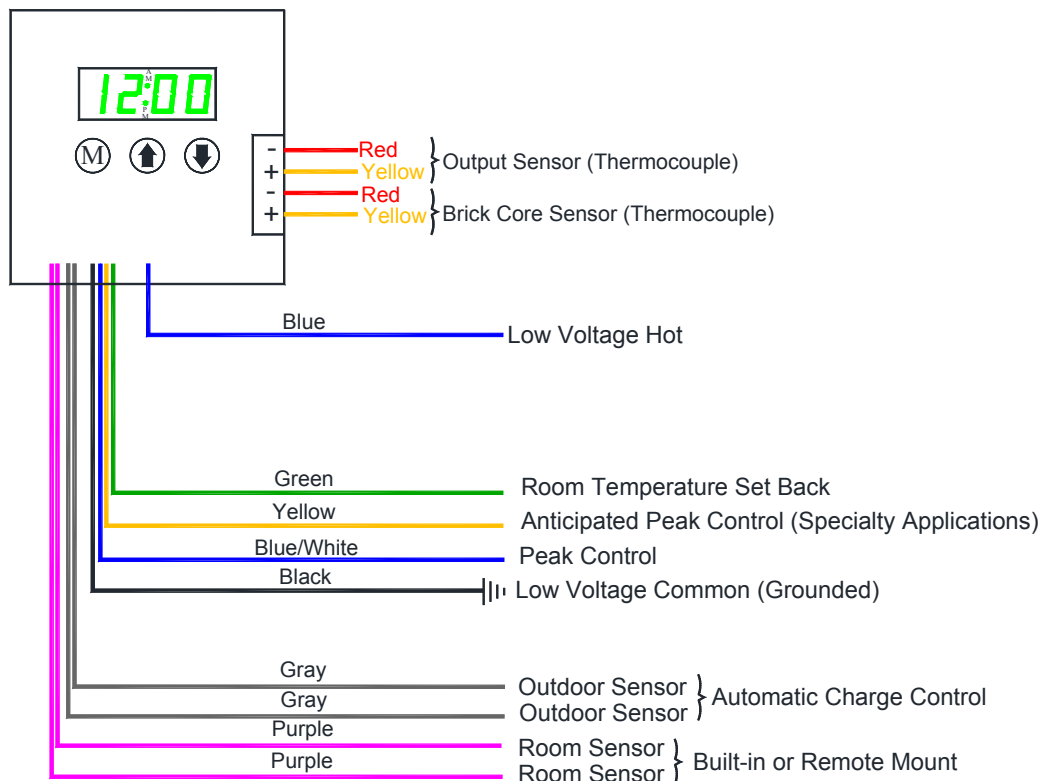 AM
12:00
PM
M
- Red
+ Yellow
Output Sensor (Thermocouple)
- Red
+ Yellow
Brick Core Sensor (Thermocouple)
Blue
Low Voltage Hot
Green
Room Temperature Set Back
Yellow
Anticipated Peak Control (Specialty Applications)
Blue/White
Peak Control
Black
Low Voltage Common (Grounded)
Gray
Outdoor Sensor
Gray
Outdoor Sensor
Automatic Charge Control
Purple
Room Sensor
Purple
Room Sensor
Built-in or Remote Mount